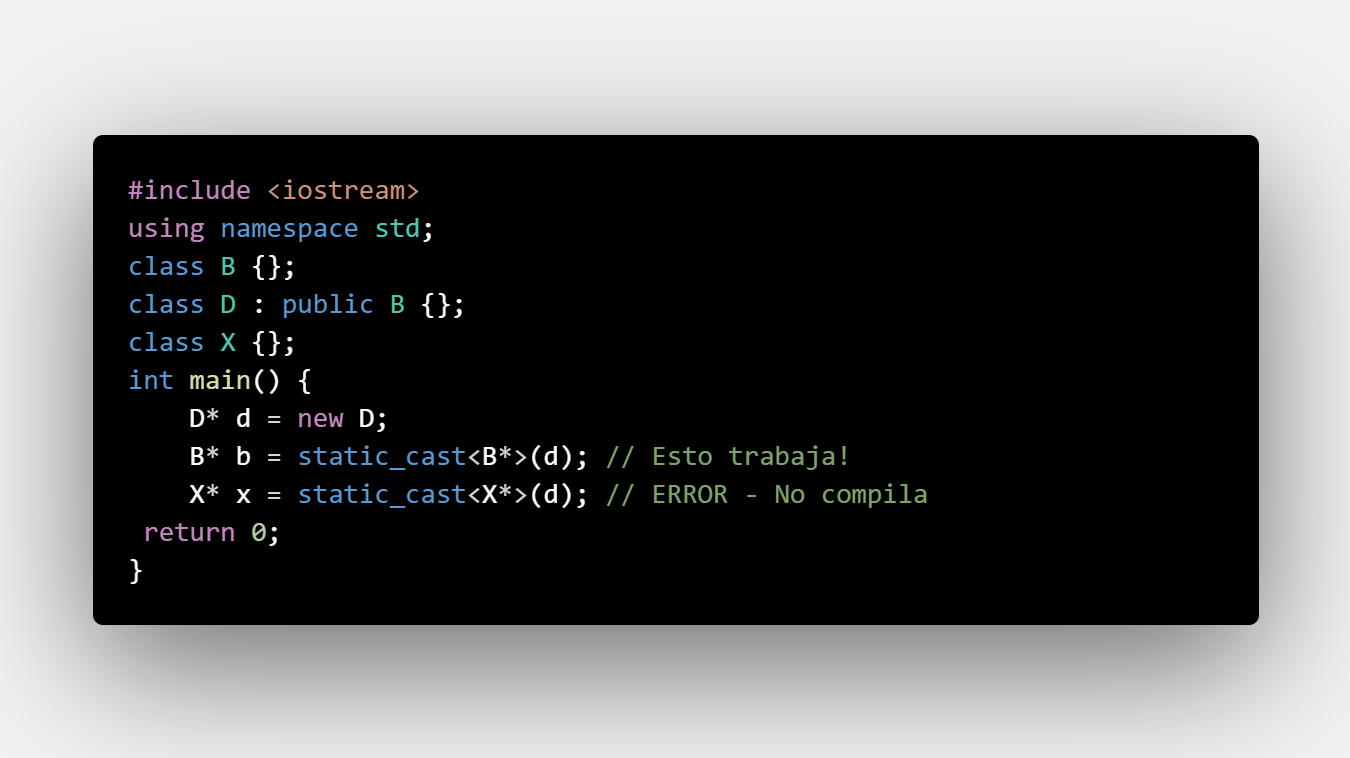 #include <iostream>
using namespace std;
class B {};
class D : public B {};
class X {};
int main() {
    D* d = new D;
    B* b = static_cast<B*>(d); // Esto trabaja!
    X* x = static_cast<X*>(d); // ERROR - No compila
 return 0;
}